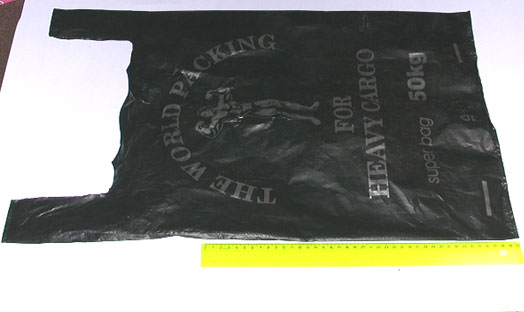 THE WORLD PACKING
FOR
HEAVY CARGO
super bag 50kg